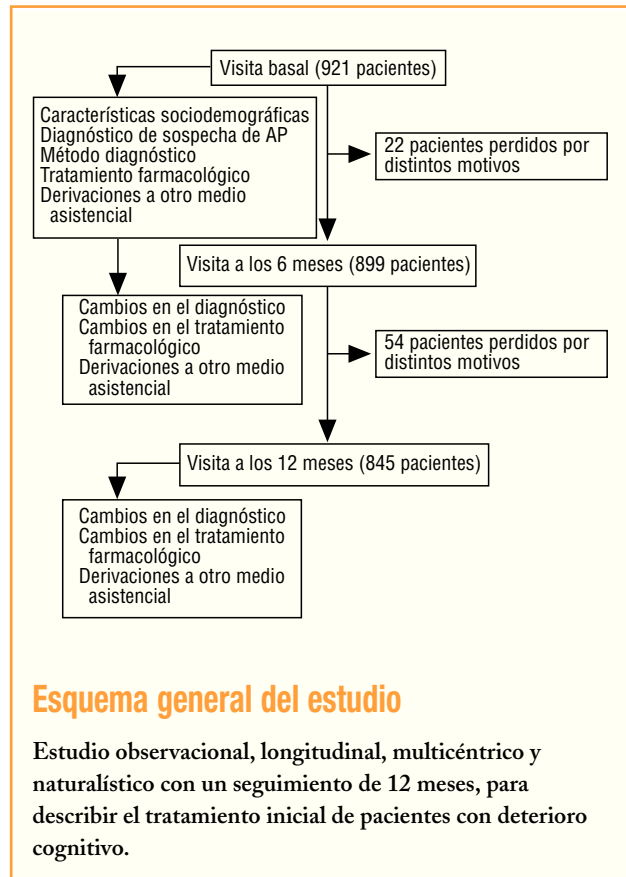 Visita basal (921 pacientes)
Características sociodemográficas
Diagnóstico de sospecha de AP
Método diagnóstico
Tratamiento farmacológico
Derivaciones a otro medio
asistencial
22 pacientes perdidos por
distintos motivos
Visita a los 6 meses (899 pacientes)
Cambios en el diagnóstico
Cambios en el tratamiento
farmacológico
Derivaciones a otro medio
asistencial
54 pacientes perdidos por
distintos motivos
Visita a los 12 meses (845 pacientes)
Cambios en el diagnóstico
Cambios en el tratamiento
farmacológico
Derivaciones a otro medio
asistencial
Esquema general del estudio
Estudio observacional, longitudinal, multicéntrico y
naturalístico con un seguimiento de 12 meses, para
describir el tratamiento inicial de pacientes con deterioro
cognitivo.